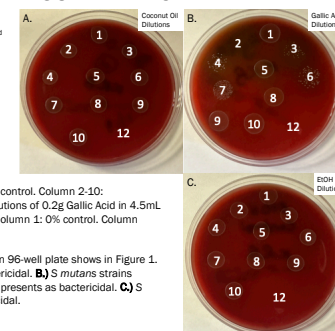 A.
Coconut Oil
Dilutions
1
2
3
4
5
6
7
8
9
10
12
B.
Gallic A
Dilution
1
2
3
4
5
6
7
8
9
10
12
C.
EtOH
Dilutio
1
2
3
4
5
6
7
8
9
10
12
control. Column 2-10:
utions of 0.2g Gallic Acid in 4.5mL
olumn 1: 0% control. Column
m 96-well plate shows in Figure 1.
ericidal. B.) S mutans strains
presents as bactericidal. C.) S
cidal.